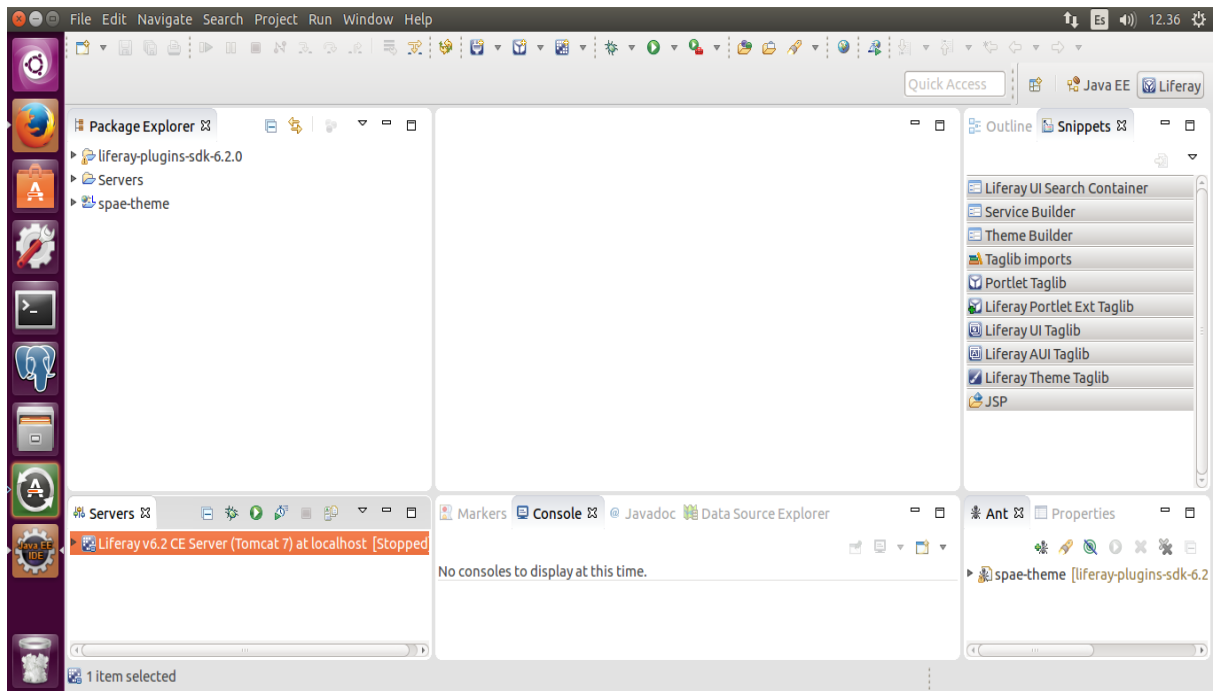 File Edit Navigate Search Project Run Window Help
Es 12.36
Quick Access
Java EE
Liferay
Package Explorer
liferay-plugins-sdk-6.2.0
Servers
spae-theme
Outline
Snippets
Liferay UI Search Container
Service Builder
Theme Builder
Taglib imports
Portlet Taglib
Liferay Portlet Ext Taglib
Liferay UI Taglib
Liferay AUI Taglib
Liferay Theme Taglib
JSP
Servers
Liferay v6.2 CE Server (Tomcat 7) at localhost [Stopped
Markers Console @ Javadoc Data Source Explorer
No consoles to display at this time.
Ant Properties
spae-theme [liferay-plugins-sdk-6.2
Java EE
IDE
1 item selected